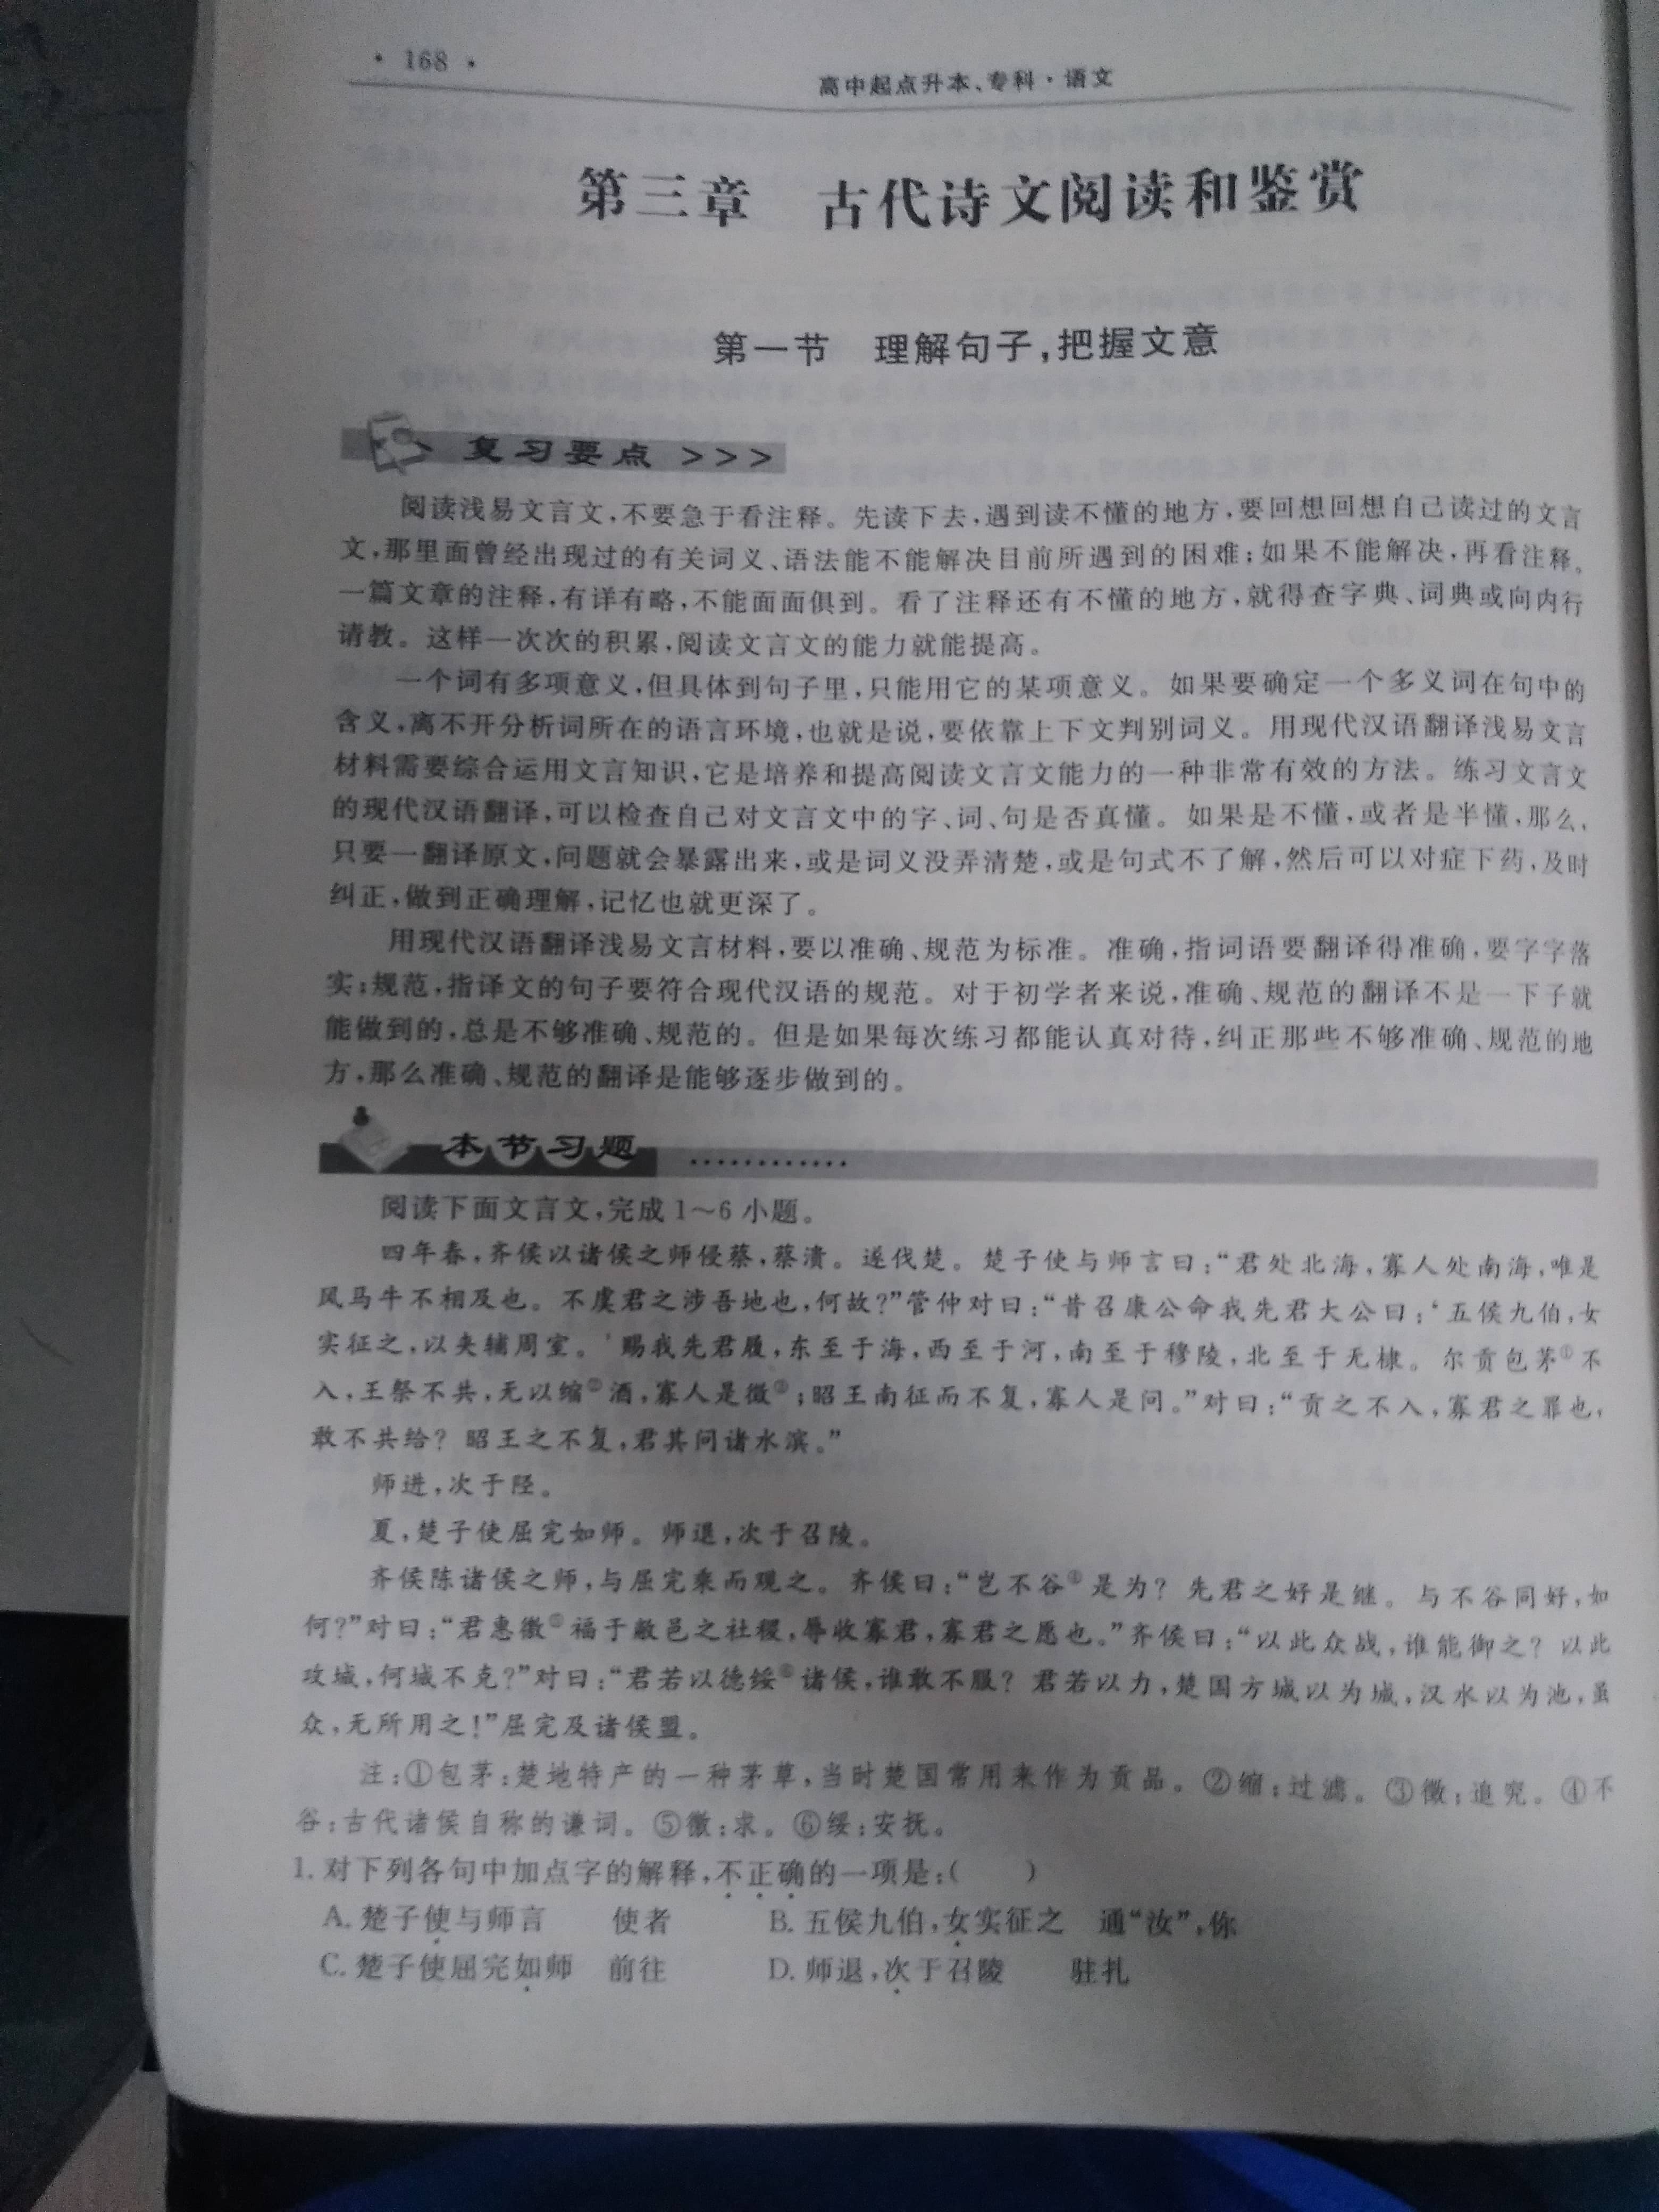 · 168 ·
高中起点升本、专科·语文
第三章 古代诗文阅读和鉴赏
第一节 理解句子,把握文意
复习要点 >>>
阅读浅易文言文,不要急于看注释。先读下去,遇到读不懂的地方,要回想回想自己读过的文言
文,那里面曾经出现过的有关词义、语法能不能解决目前所遇到的困难;如果不能解决,再看注释。
一篇文章的注释,有详有略,不能面面俱到。看了注释还有不懂的地方,就得查字典、词典或向内行
请教。这样一次次的积累,阅读文言文的能力就能提高。
一个词有多项意义,但具体到句子里,只能用它的某项意义。如果要确定一个多义词在句中的
含义,离不开分析词所在的语言环境,也就是说,要依靠上下文判别词义。用现代汉语翻译浅易文言
材料需要综合运用文言知识,它是培养和提高阅读文言文能力的一种非常有效的方法。练习文言文
的现代汉语翻译,可以检查自己对文言文中的字、词、句是否真懂。如果是不懂,或者是半懂,那么,
只要一翻译原文,问题就会暴露出来,或是词义没弄清楚,或是句式不了解,然后可以对症下药,及时
纠正,做到正确理解,记忆也就更深了。
用现代汉语翻译浅易文言材料,要以准确、规范为标准。准确,指词语要翻译得准确,要字字落
实;规范,指译文的句子要符合现代汉语的规范。对于初学者来说,准确、规范的翻译不是一下子就
能做到的,总是不够准确、规范的。但是如果每次练习都能认真对待,纠正那些不够准确、规范的地
方,那么准确、规范的翻译是能够逐步做到的。
本节习题 ············
阅读下面文言文,完成1~6小题。
四年春,齐侯以诸侯之师侵蔡,蔡溃。遂伐楚。楚子使与师言曰:“君处北海,寡人处南海,唯是
风马牛不相及也。不虞君之涉吾地也,何故?”管仲对曰:“昔召康公命我先君大公曰:‘五侯九伯,女
实征之,以夹辅周室。’赐我先君履,东至于海,西至于河,南至于穆陵,北至于无棣。尔贡包茅①不
入,王祭不共,无以缩②酒,寡人是徵③;昭王南征而不复,寡人是问。”对曰:“贡之不入,寡君之罪也,
敢不共给?昭王之不复,君其问诸水滨。”
师进,次于陉。
夏,楚子使屈完如师。师退,次于召陵。
齐侯陈诸侯之师,与屈完乘而观之。齐侯曰:“岂不谷④是为?先君之好是继。与不谷同好,如
何?”对曰:“君惠徼⑤福于敝邑之社稷,辱收寡君,寡君之愿也。”齐侯曰:“以此众战,谁能御之?以此
攻城,何城不克?”对曰:“君若以德绥⑥诸侯,谁敢不服?君若以力,楚国方城以为城,汉水以为池,虽
众,无所用之!”屈完及诸侯盟。
注:①包茅:楚地特产的一种茅草,当时楚国常用来作为贡品。②缩:过滤。③徵:追究。④不
谷:古代诸侯自称的谦词。⑤徼:求。⑥绥:安抚。
1. 对下列各句中加点字的解释,不正确的一项是:( )
A. 楚子使与师言 使者 B. 五侯九伯,女实征之 通“汝”,你
C. 楚子使屈完如师 前往 D. 师退,次于召陵 驻扎